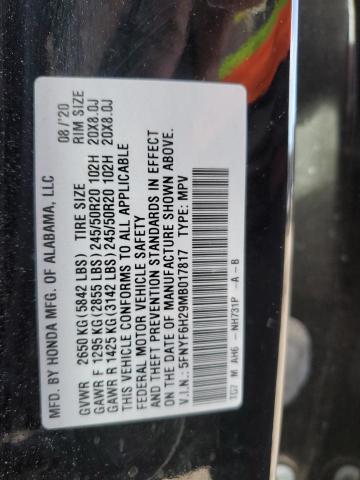 MFD. BY HONDA MFG. OF ALABAMA, LLC 08/'20
GVWR 2650 KG (5842 LBS) TIRE SIZE RIM SIZE
GAWR F 1295 KG (2855 LBS) 245/50R20 102H 20X8.0J
GAWR R 1425 KG (3142 LBS) 245/50R20 102H 20X8.0J
THIS VEHICLE CONFORMS TO ALL APPLICABLE
FEDERAL MOTOR VEHICLE SAFETY
AND THEFT PREVENTION STANDARDS IN EFFECT
ON THE DATE OF MANUFACTURE SHOWN ABOVE.
V.I.N.: 5FNYF6H29MB017817 TYPE: MPV
TG7 M AH6 - NH731P -A -B